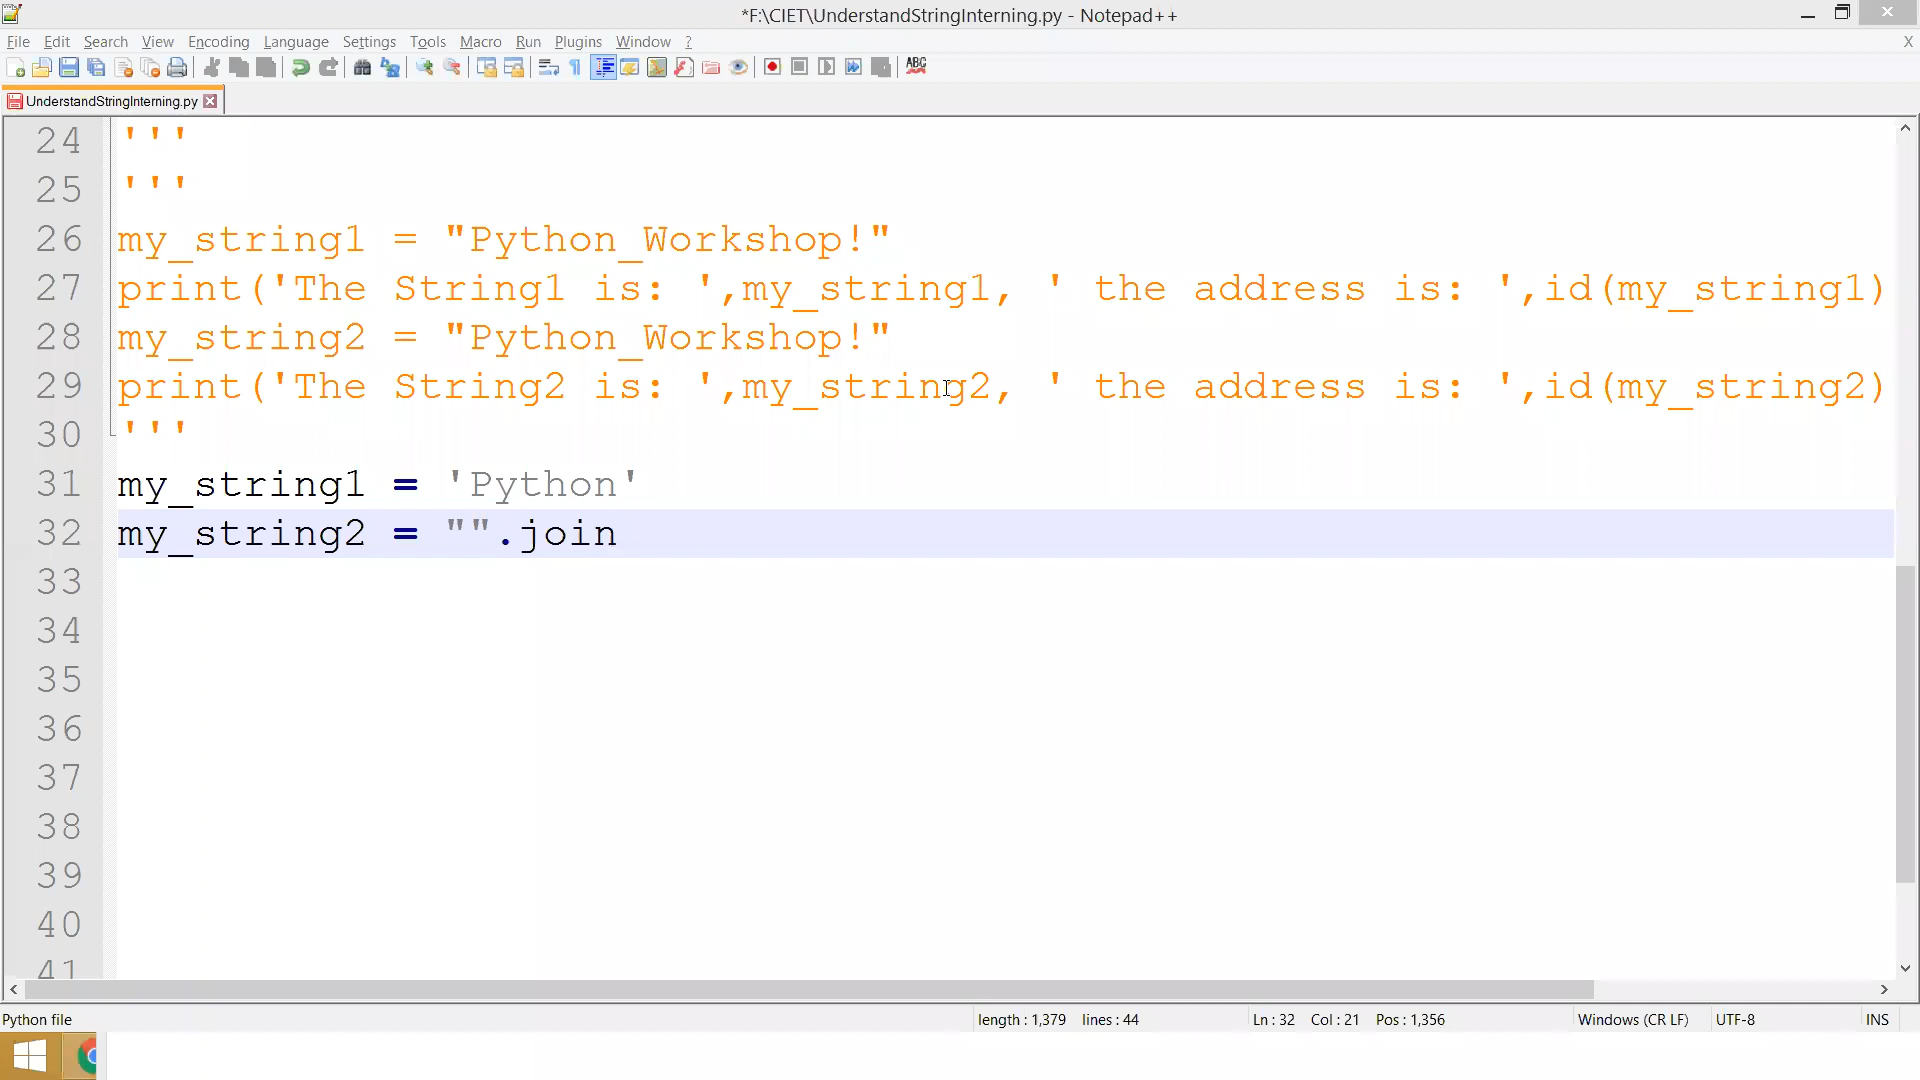 *F:\CIET\UnderstandStringInterning.py - Notepad++
File Edit Search View Encoding Language Settings Tools Macro Run Plugins Window ? X
ABC
UnderstandStringInterning.py
24 '''
25 '''
26 my_string1 = "Python_Workshop!"
27 print('The String1 is: ',my_string1, ' the address is: ',id(my_string1)
28 my_string2 = "Python_Workshop!"
29 print('The String2 is: ',my_string2, ' the address is: ',id(my_string2)
30 '''
31 my_string1 = 'Python'
32 my_string2 = "".join
33
34
35
36
37
38
39
40
41
Python file length : 1,379 lines : 44 Ln : 32 Col : 21 Pos : 1,356 Windows (CR LF) UTF-8 INS